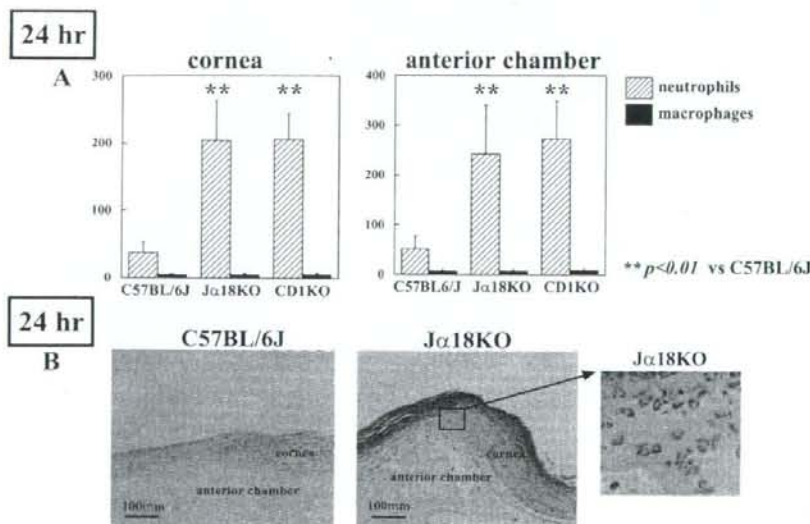 24 hr
A
cornea
300
200
100
0
**
**
C57BL/6J Jα18KO CD1KO
anterior chamber
400
300
200
100
0
**
**
C57BL6/J Jα18KO CD1KO
neutrophils
macrophages
** p<0.01 vs C57BL/6J
24 hr
B
C57BL/6J
cornea
anterior chamber
100mm
Jα18KO
cornea
anterior chamber
100mm
Jα18KO